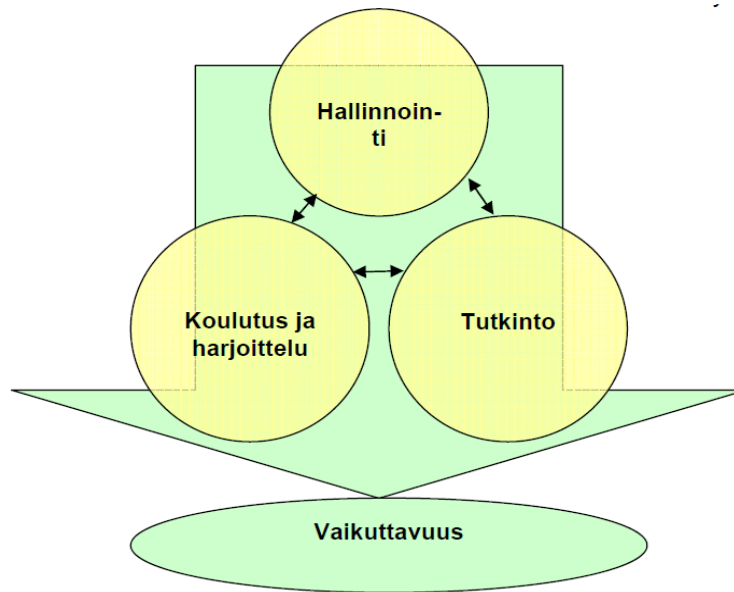 Hallinnoin-
ti
Koulutus ja
harjoittelu
Tutkinto
Vaikuttavuus